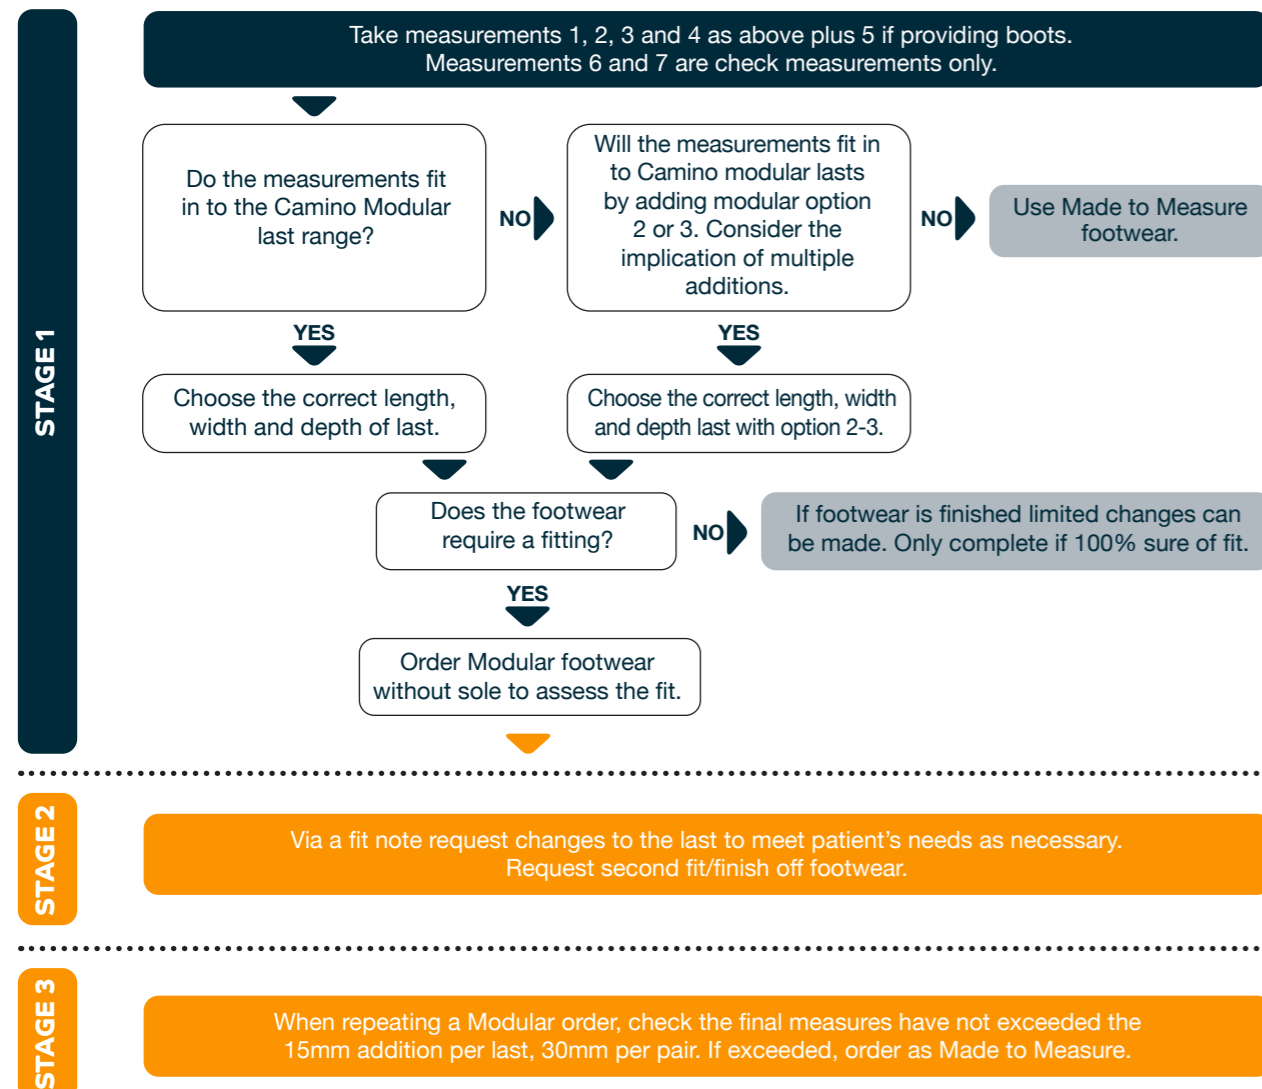 STAGE 1
Take measurements 1, 2, 3 and 4 as above plus 5 if providing boots.
Measurements 6 and 7 are check measurements only.
Do the measurements fit
in to the Camino Modular
last range?
NO
Will the measurements fit in
to Camino modular lasts
by adding modular option
2 or 3. Consider the
implication of multiple
additions.
NO
Use Made to Measure
footwear.
YES
YES
Choose the correct length,
width and depth of last.
Choose the correct length, width
and depth last with option 2-3.
Does the footwear
require a fitting?
NO
If footwear is finished limited changes can
be made. Only complete if 100% sure of fit.
YES
Order Modular footwear
without sole to assess the fit.
STAGE 2
Via a fit note request changes to the last to meet patient’s needs as necessary.
Request second fit/finish off footwear.
STAGE 3
When repeating a Modular order, check the final measures have not exceeded the
15mm addition per last, 30mm per pair. If exceeded, order as Made to Measure.